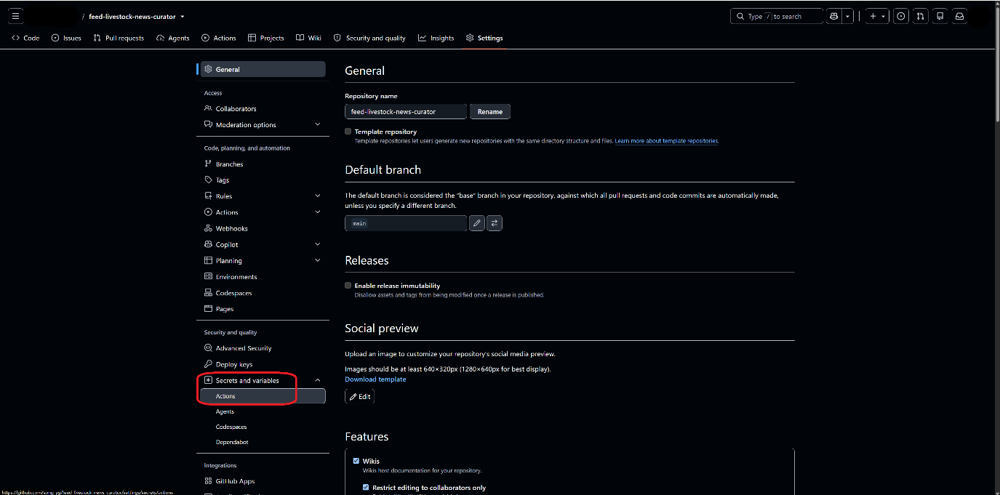 / feed-livestock-news-curator
Type / to search
Code Issues Pull requests Agents Actions Projects Wiki Security and quality Insights Settings
General
Access
Collaborators
Moderation options
Code, planning, and automation
Branches
Tags
Rules
Actions
Webhooks
Copilot
Planning
Environments
Codespaces
Pages
Security and quality
Advanced Security
Deploy keys
Secrets and variables
Actions
Agents
Codespaces
Dependabot
Integrations
GitHub Apps
General
Repository name
feed-livestock-news-curator Rename
Template repository
Template repositories let users generate new repositories with the same directory structure and files. Learn more about template repositories.
Default branch
The default branch is considered the “base” branch in your repository, against which all pull requests and code commits are automatically made,
unless you specify a different branch.
main
Releases
Enable release immutability
Disallow assets and tags from being modified once a release is published.
Social preview
Upload an image to customize your repository's social media preview.
Images should be at least 640×320px (1280×640px for best display).
Download template
Edit
Features
Wikis
Wikis host documentation for your repository.
Restrict editing to collaborators only
https://github.com/song-yg/feed-livestock-news-curator/settings/secrets/actions